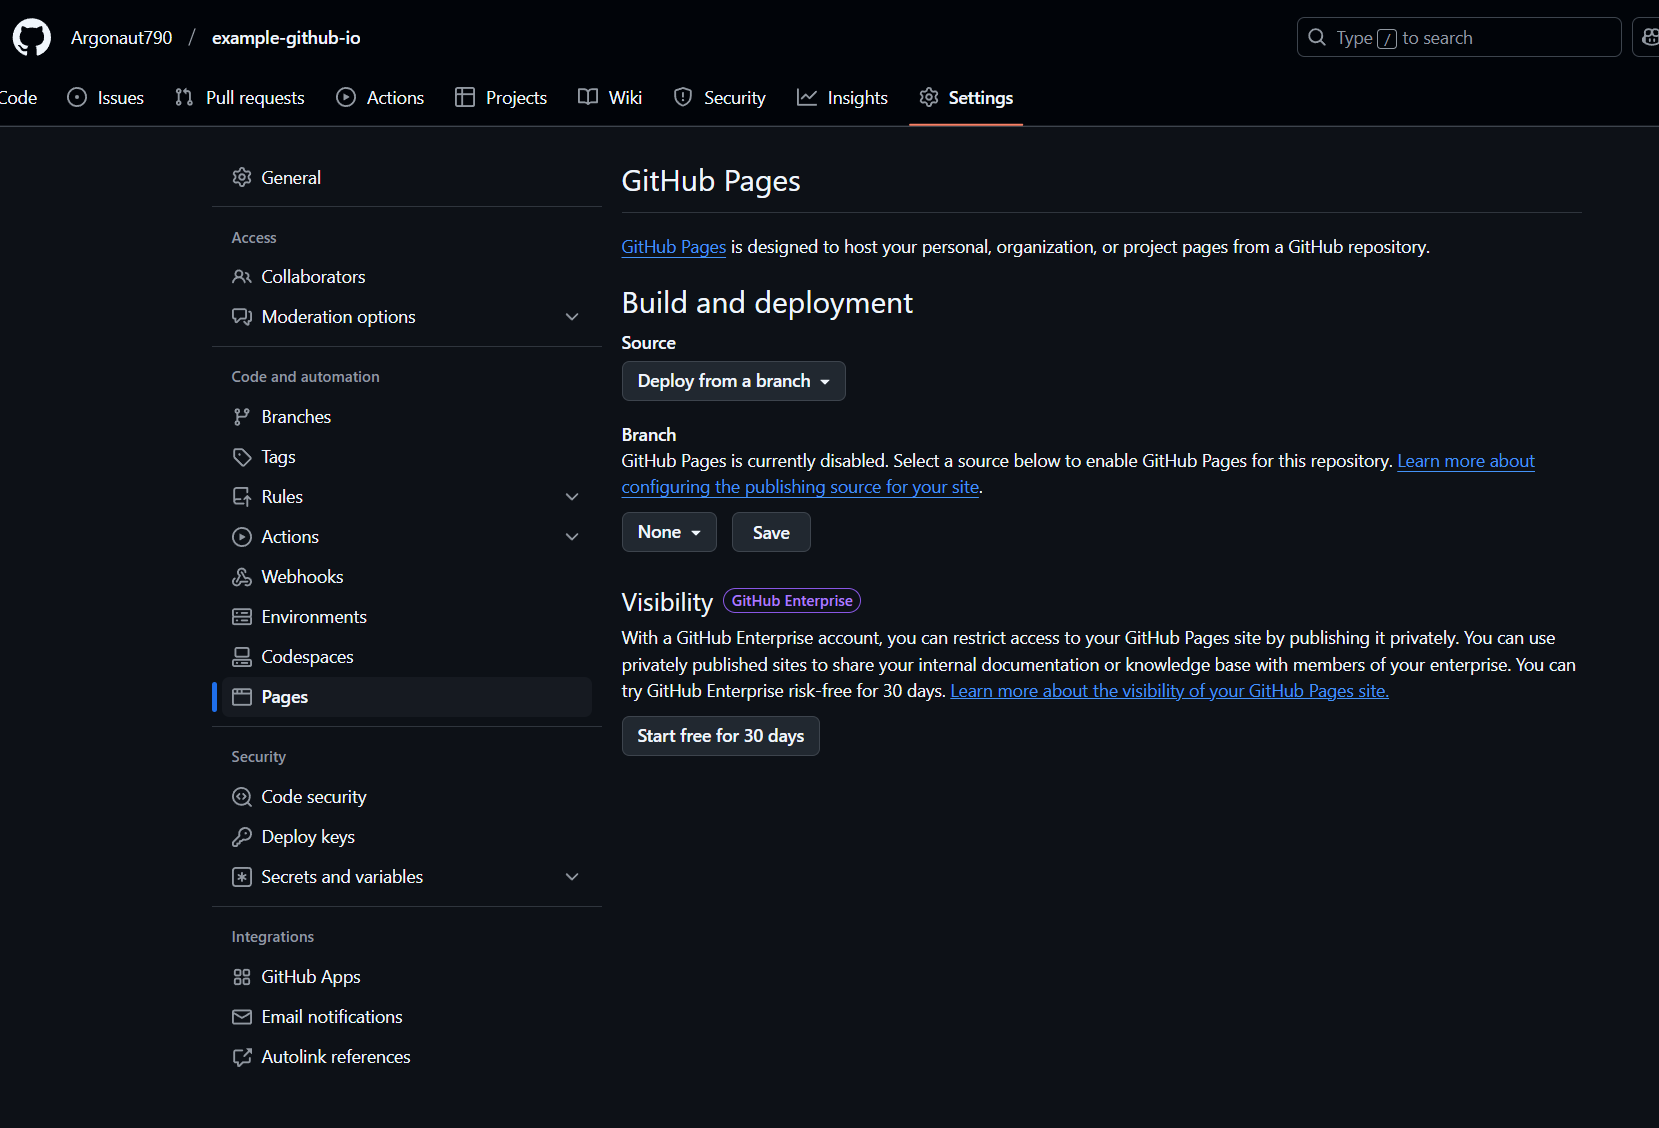 Argonaut790 / example-github-io
Type / to search
Code Issues Pull requests Actions Projects Wiki Security Insights Settings
General
Access
Collaborators
Moderation options
Code and automation
Branches
Tags
Rules
Actions
Webhooks
Environments
Codespaces
Pages
Security
Code security
Deploy keys
Secrets and variables
Integrations
GitHub Apps
Email notifications
Autolink references
GitHub Pages
GitHub Pages is designed to host your personal, organization, or project pages from a GitHub repository.
Build and deployment
Source
Deploy from a branch
Branch
GitHub Pages is currently disabled. Select a source below to enable GitHub Pages for this repository. Learn more about
configuring the publishing source for your site.
None Save
Visibility GitHub Enterprise
With a GitHub Enterprise account, you can restrict access to your GitHub Pages site by publishing it privately. You can use
privately published sites to share your internal documentation or knowledge base with members of your enterprise. You can
try GitHub Enterprise risk-free for 30 days. Learn more about the visibility of your GitHub Pages site.
Start free for 30 days